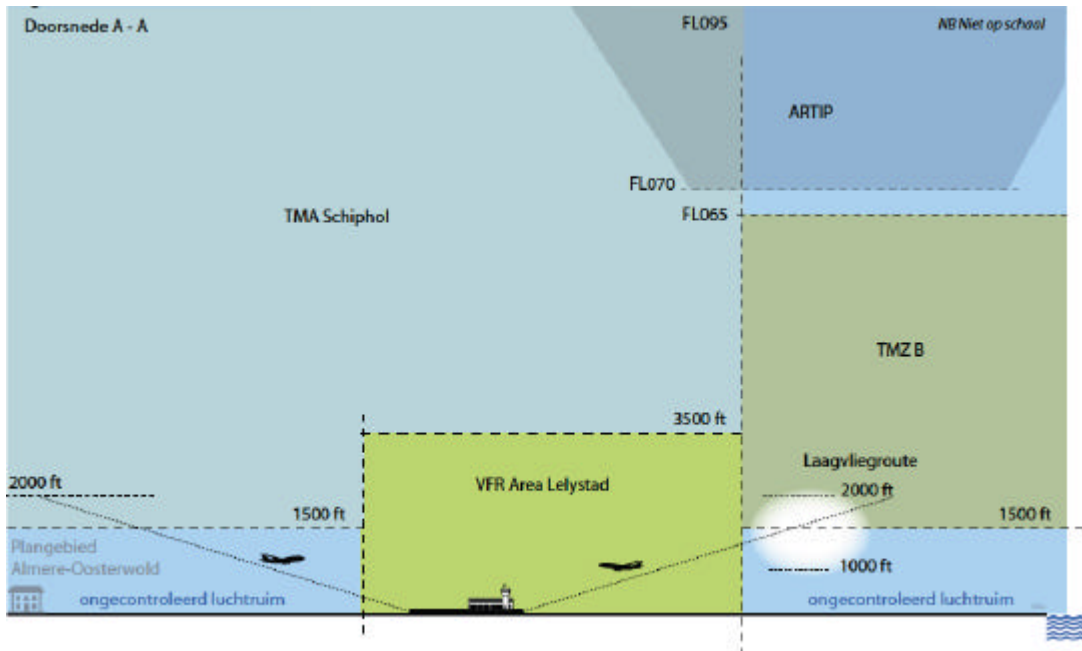 Doorsnede A - A
FL095
NB Niet op schaal
ARTIP
FL070
TMA Schiphol
FL065
TMZ B
3500 ft
Laagvliegroute
2000 ft
VFR Area Lelystad
2000 ft
1500 ft
1500 ft
Plangebied
Almere-Oosterwold
1000 ft
ongecontroleerd luchtruim
ongecontroleerd luchtruim